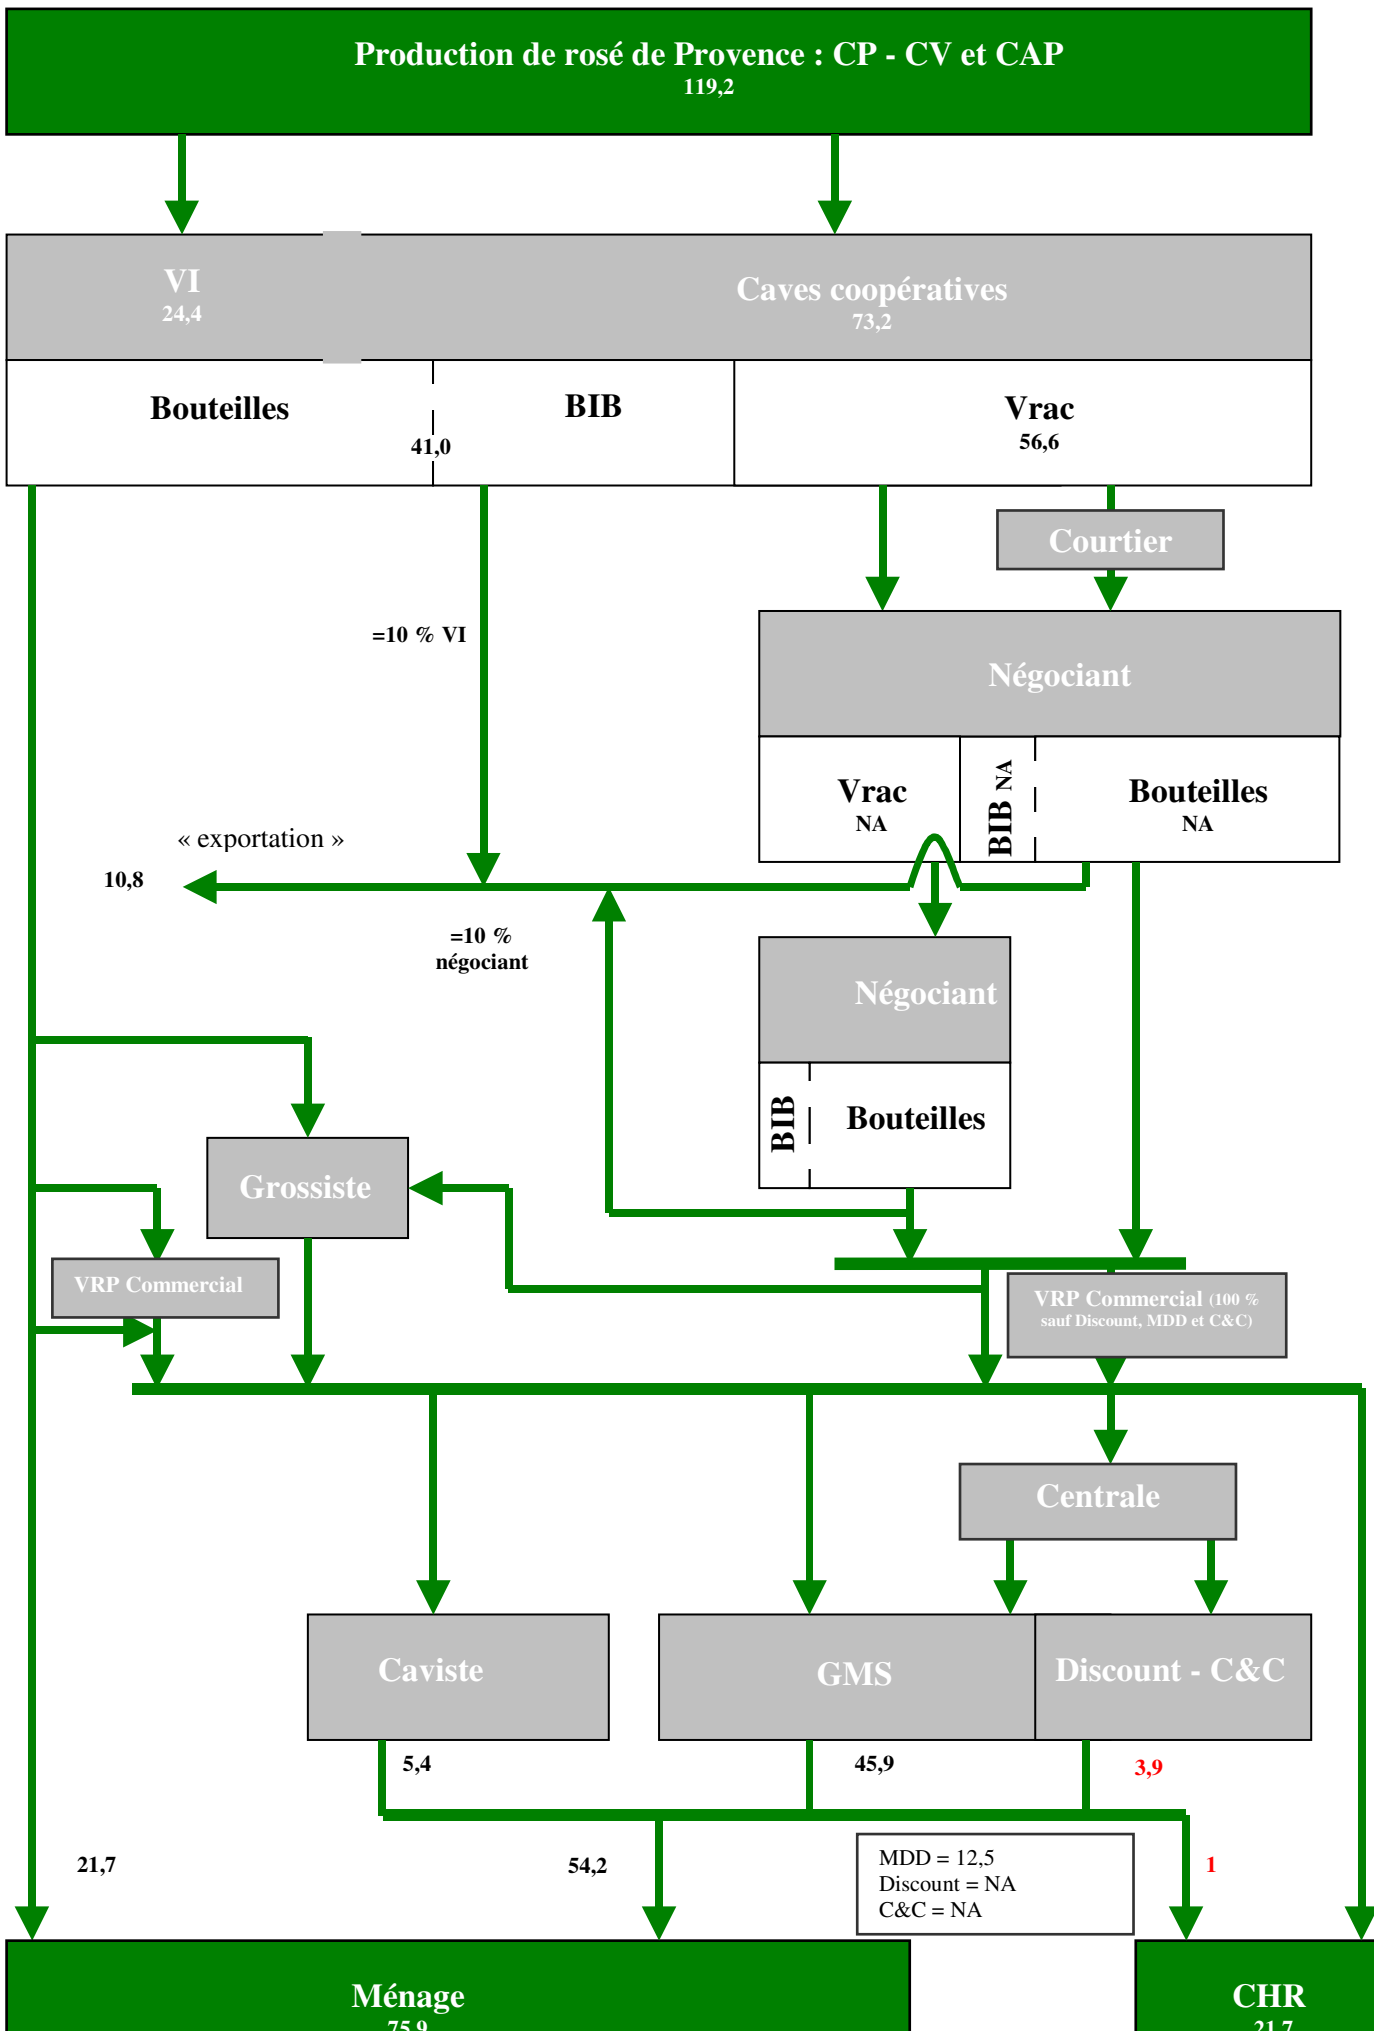 Production de rosé de Provence : CP - CV et CAP
119,2
VI
24,4
Caves coopératives
73,2
Bouteilles
BIB
41,0
Vrac
56,6
Courtier
=10 % VI
Négociant
Vrac
NA
BIB NA
Bouteilles
NA
« exportation »
10,8
=10 %
négociant
Négociant
BIB
Bouteilles
Grossiste
VRP Commercial
VRP Commercial (100 %
sauf Discount, MDD et C&C)
Centrale
Caviste
GMS
Discount - C&C
5,4
45,9
3,9
21,7
54,2
MDD = 12,5
Discount = NA
C&C = NA
1
Ménage
75,9
CHR
21,7